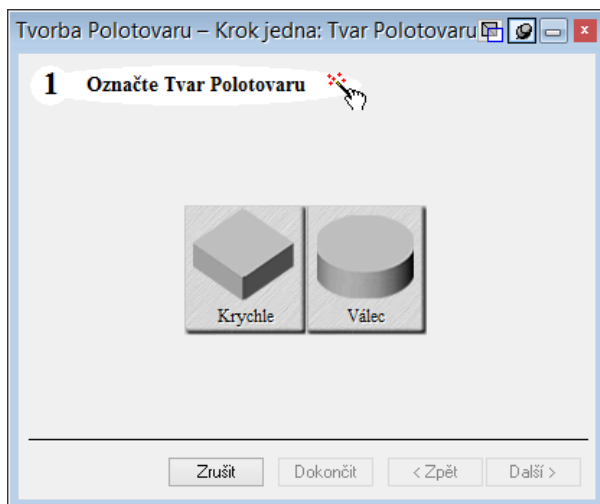 Tvorba Polotovaru – Krok jedna: Tvar Polotovaru
1 Označte Tvar Polotovaru
Krychle Válec
Zrušit Dokončit < Zpět Další >